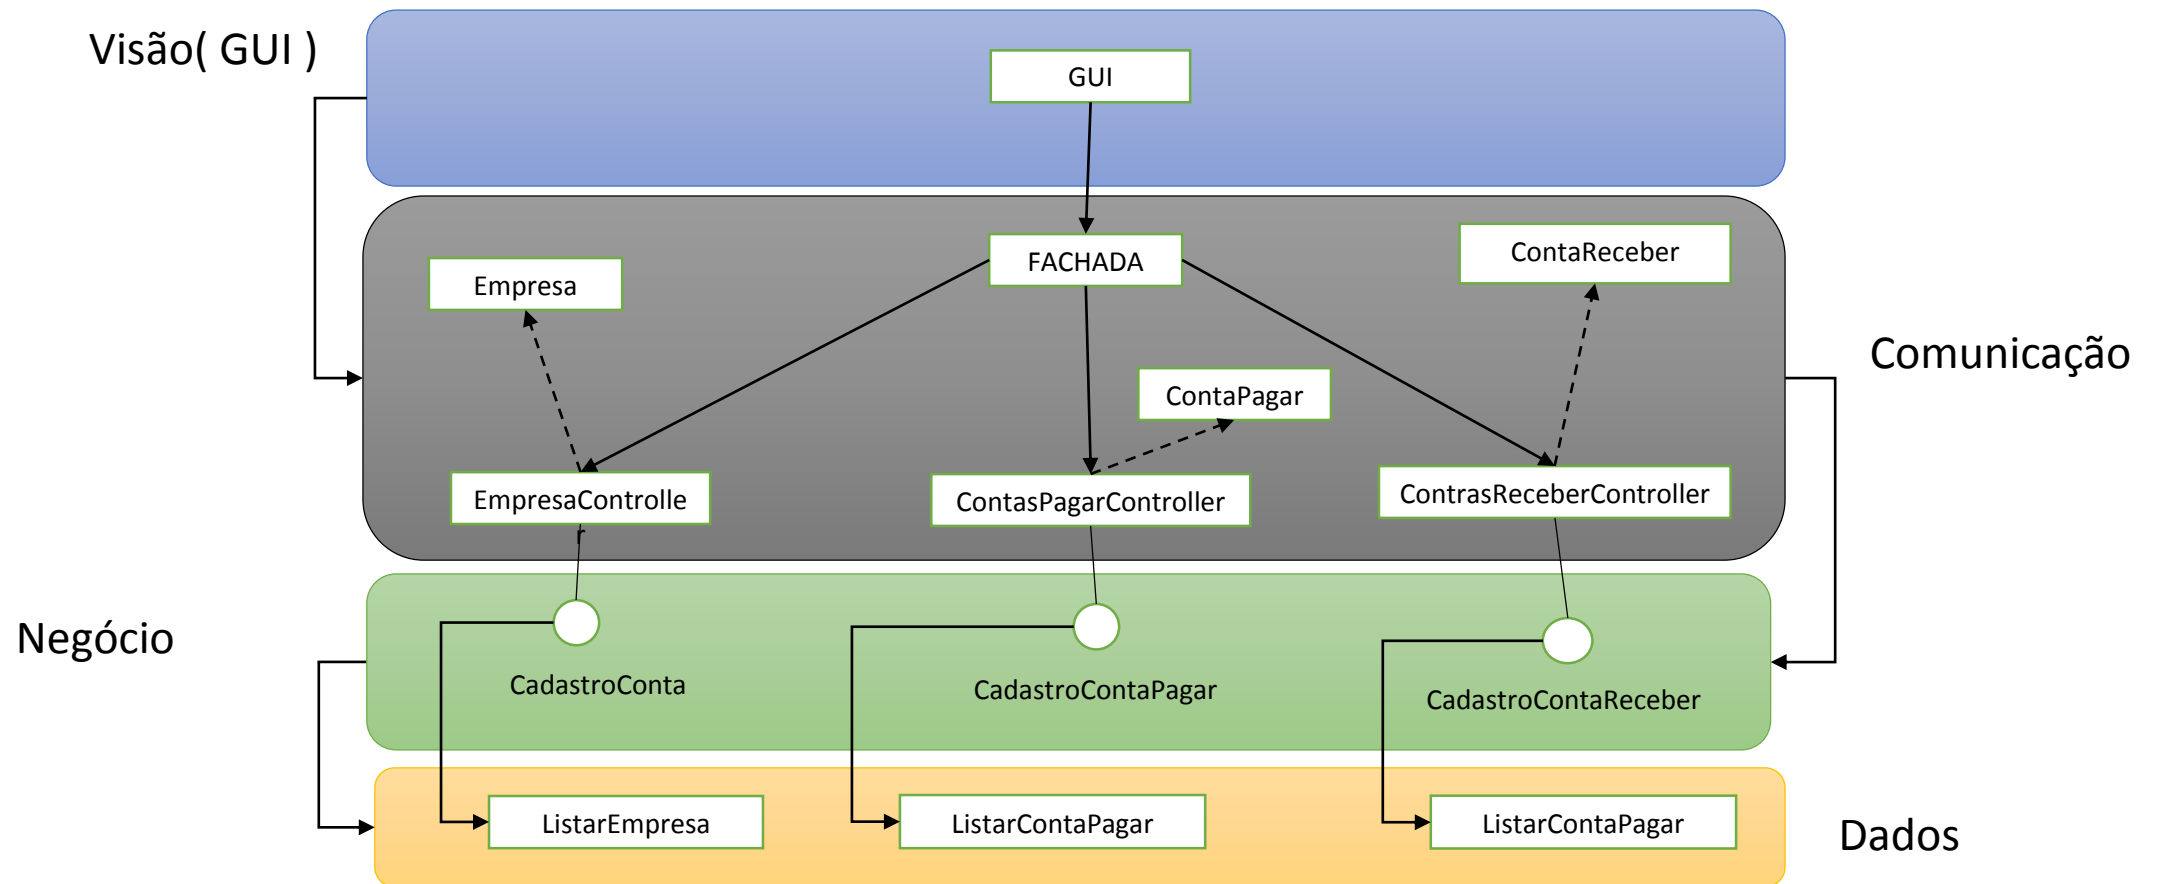 Visão( GUI )
GUI
FACHADA
ContaReceber
Empresa
Comunicação
ContaPagar
EmpresaControlle
r
ContasPagarController
ContrasReceberController
Negócio
CadastroConta
CadastroContaPagar
CadastroContaReceber
ListarEmpresa
ListarContaPagar
ListarContaPagar
Dados